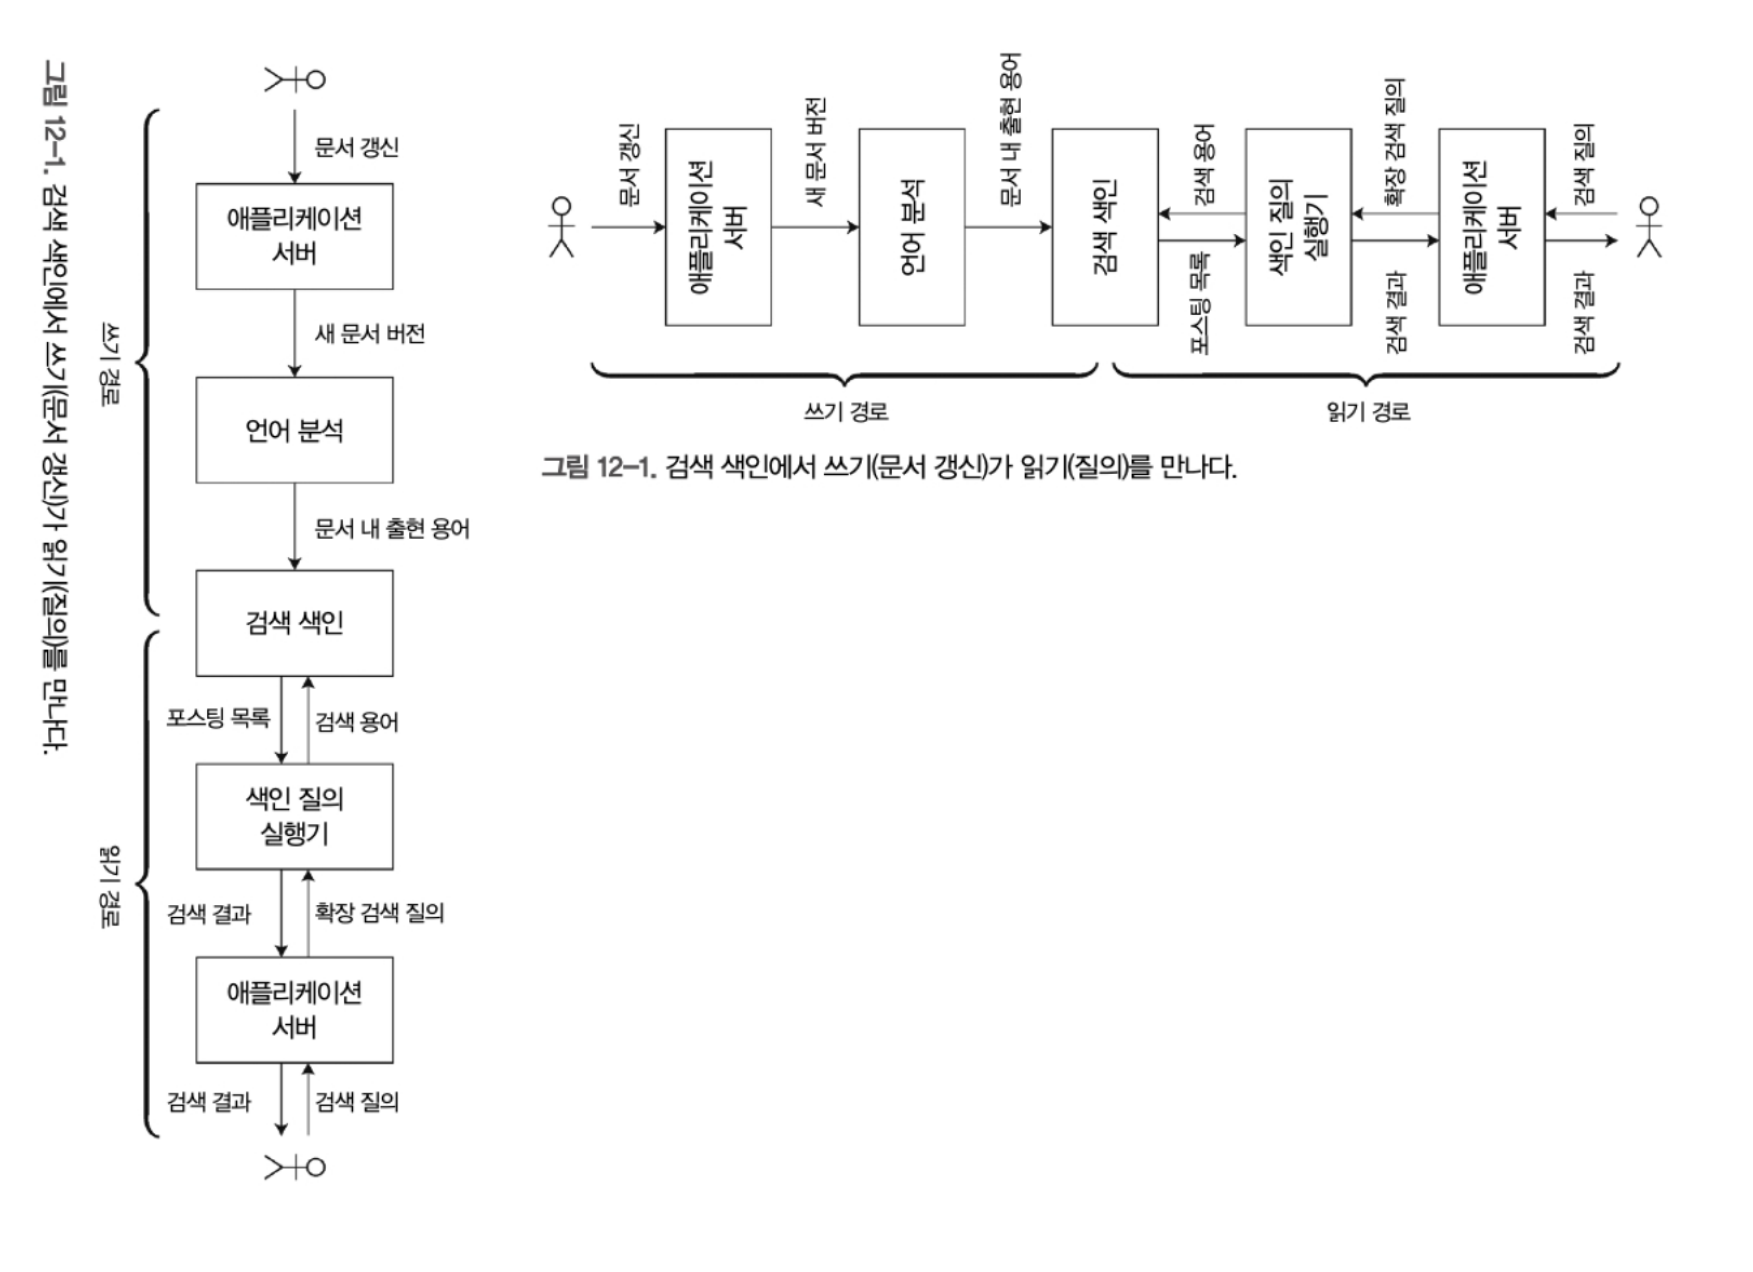 그림 12-1. 검색 색인에서 쓰기(문서 갱신)가 읽기(질의)를 만나다.
쓰기 경로
문서 갱신
애플리케이션
서버
새 문서 버전
언어 분석
문서 내 출현 용어
검색 색인
읽기 경로
포스팅 목록
검색 용어
색인 질의
실행기
검색 결과
확장 검색 질의
애플리케이션
서버
검색 결과
검색 질의
문서 갱신
애플리케이션
서버
새 문서 버전
언어 분석
문서 내 출현 용어
검색 색인
검색 용어
포스팅 목록
색인 질의
실행기
확장 검색 질의
검색 결과
애플리케이션
서버
검색 질의
검색 결과
쓰기 경로
읽기 경로
그림 12-1. 검색 색인에서 쓰기(문서 갱신)가 읽기(질의)를 만나다.